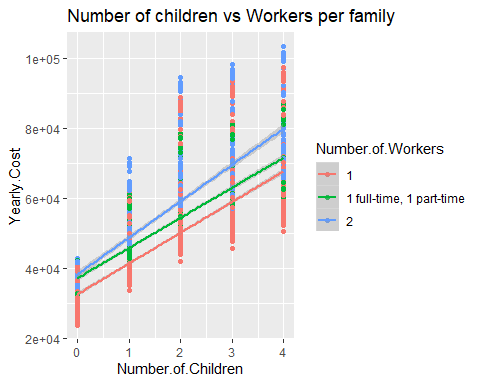 Number of children vs Workers per family
1e+05
8e+04
6e+04
4e+04
2e+04
Yearly.Cost
0 1 2 3 4
Number.of.Children
Number.of.Workers
1
1 full-time, 1 part-time
2